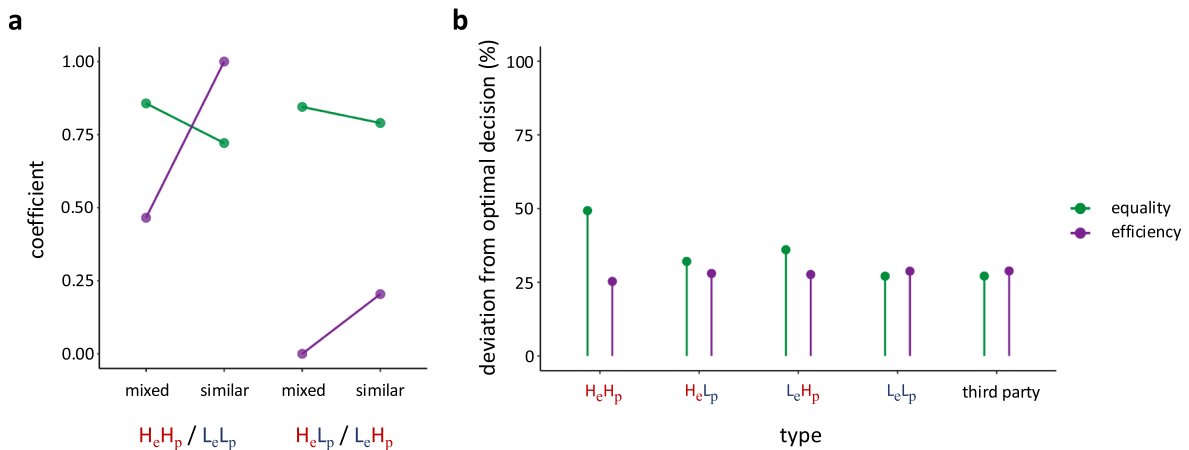 a
coefficient
1.00
0.75
0.50
0.25
0.00
mixed similar mixed similar
HeHp / LeLp HeLp / LeHp
b
deviation from optimal decision (%)
100
75
50
25
0
HeHp HeLp LeHp LeLp third party
type
equality
efficiency